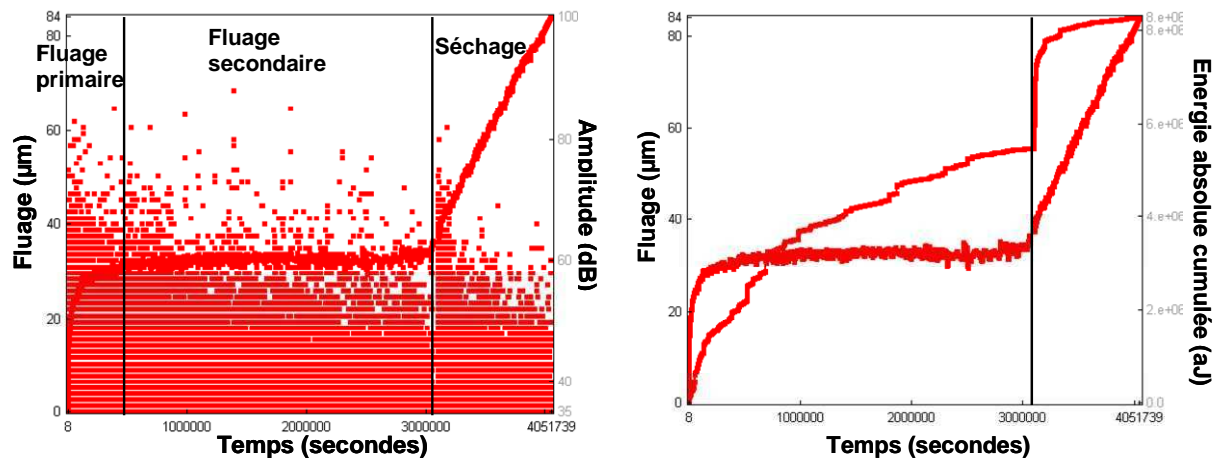 84
80
60
40
20
0
Fluage (µm)
Fluage
primaire
Fluage
secondaire
Séchage
100
80
60
40
35
Amplitude (dB)
8
1000000
2000000
3000000
4051739
Temps (secondes)
84
80
60
40
20
0
Fluage (µm)
8.e+06
8.e+06
6.e+06
4.e+06
2.e+06
0.0
Energie absolue cumulée (aJ)
8
1000000
2000000
3000000
4051739
Temps (secondes)